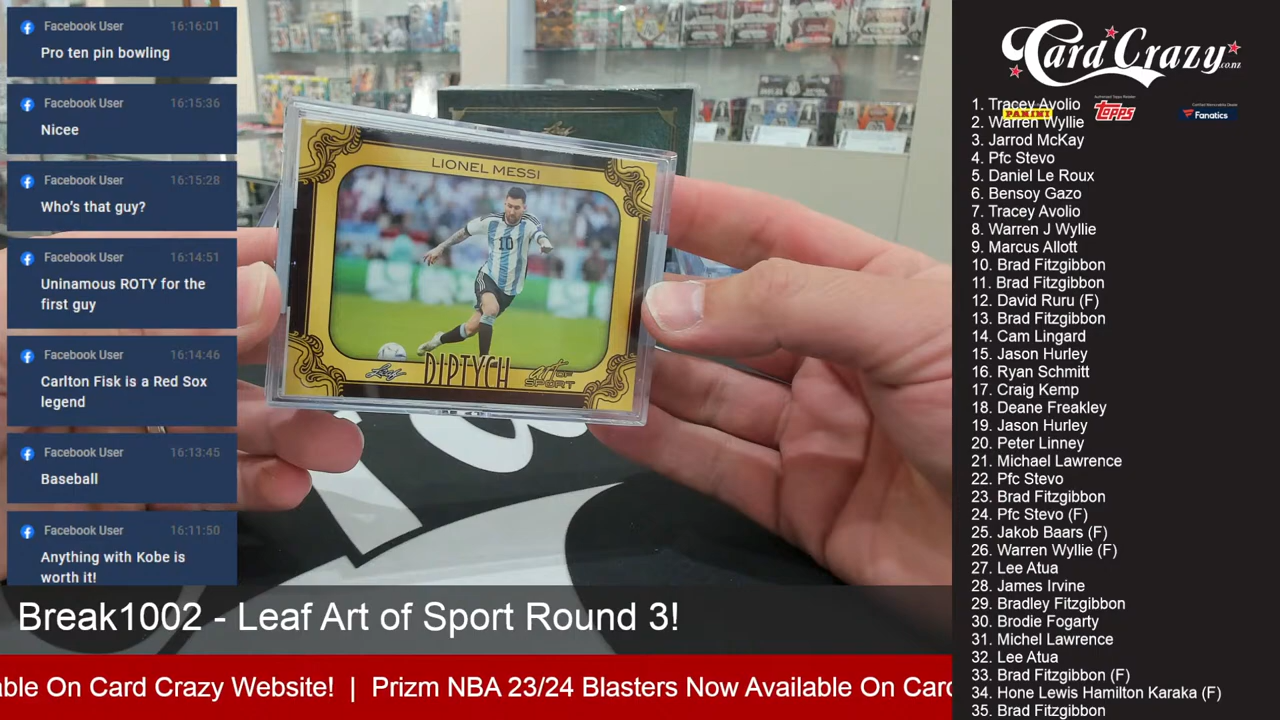 Facebook User 16:16:01
Pro ten pin bowling
Facebook User 16:15:36
Nicee
Facebook User 16:15:28
Who's that guy?
Facebook User 16:14:51
Uninamous ROTY for the
first guy
Facebook User 16:14:46
Carlton Fisk is a Red Sox
legend
Facebook User 16:13:45
Baseball
Facebook User 16:11:50
Anything with Kobe is
worth it!
LIONEL MESSI
10
Leaf
DIPTYCH
art OF
SPORT
Card Crazy.co.nz
1. Tracey Avolio
PANINI
Topps
Fanatics
2. Warren Wyllie
3. Jarrod McKay
4. Pfc Stevo
5. Daniel Le Roux
6. Bensoy Gazo
7. Tracey Avolio
8. Warren J Wyllie
9. Marcus Allott
10. Brad Fitzgibbon
11. Brad Fitzgibbon
12. David Ruru (F)
13. Brad Fitzgibbon
14. Cam Lingard
15. Jason Hurley
16. Ryan Schmitt
17. Craig Kemp
18. Deane Freakley
19. Jason Hurley
20. Peter Linney
21. Michael Lawrence
22. Pfc Stevo
23. Brad Fitzgibbon
24. Pfc Stevo (F)
25. Jakob Baars (F)
26. Warren Wyllie (F)
27. Lee Atua
28. James Irvine
29. Bradley Fitzgibbon
30. Brodie Fogarty
31. Michel Lawrence
32. Lee Atua
33. Brad Fitzgibbon (F)
34. Hone Lewis Hamilton Karaka (F)
35. Brad Fitzgibbon
Break1002 - Leaf Art of Sport Round 3!
able On Card Crazy Website! | Prizm NBA 23/24 Blasters Now Available On Card